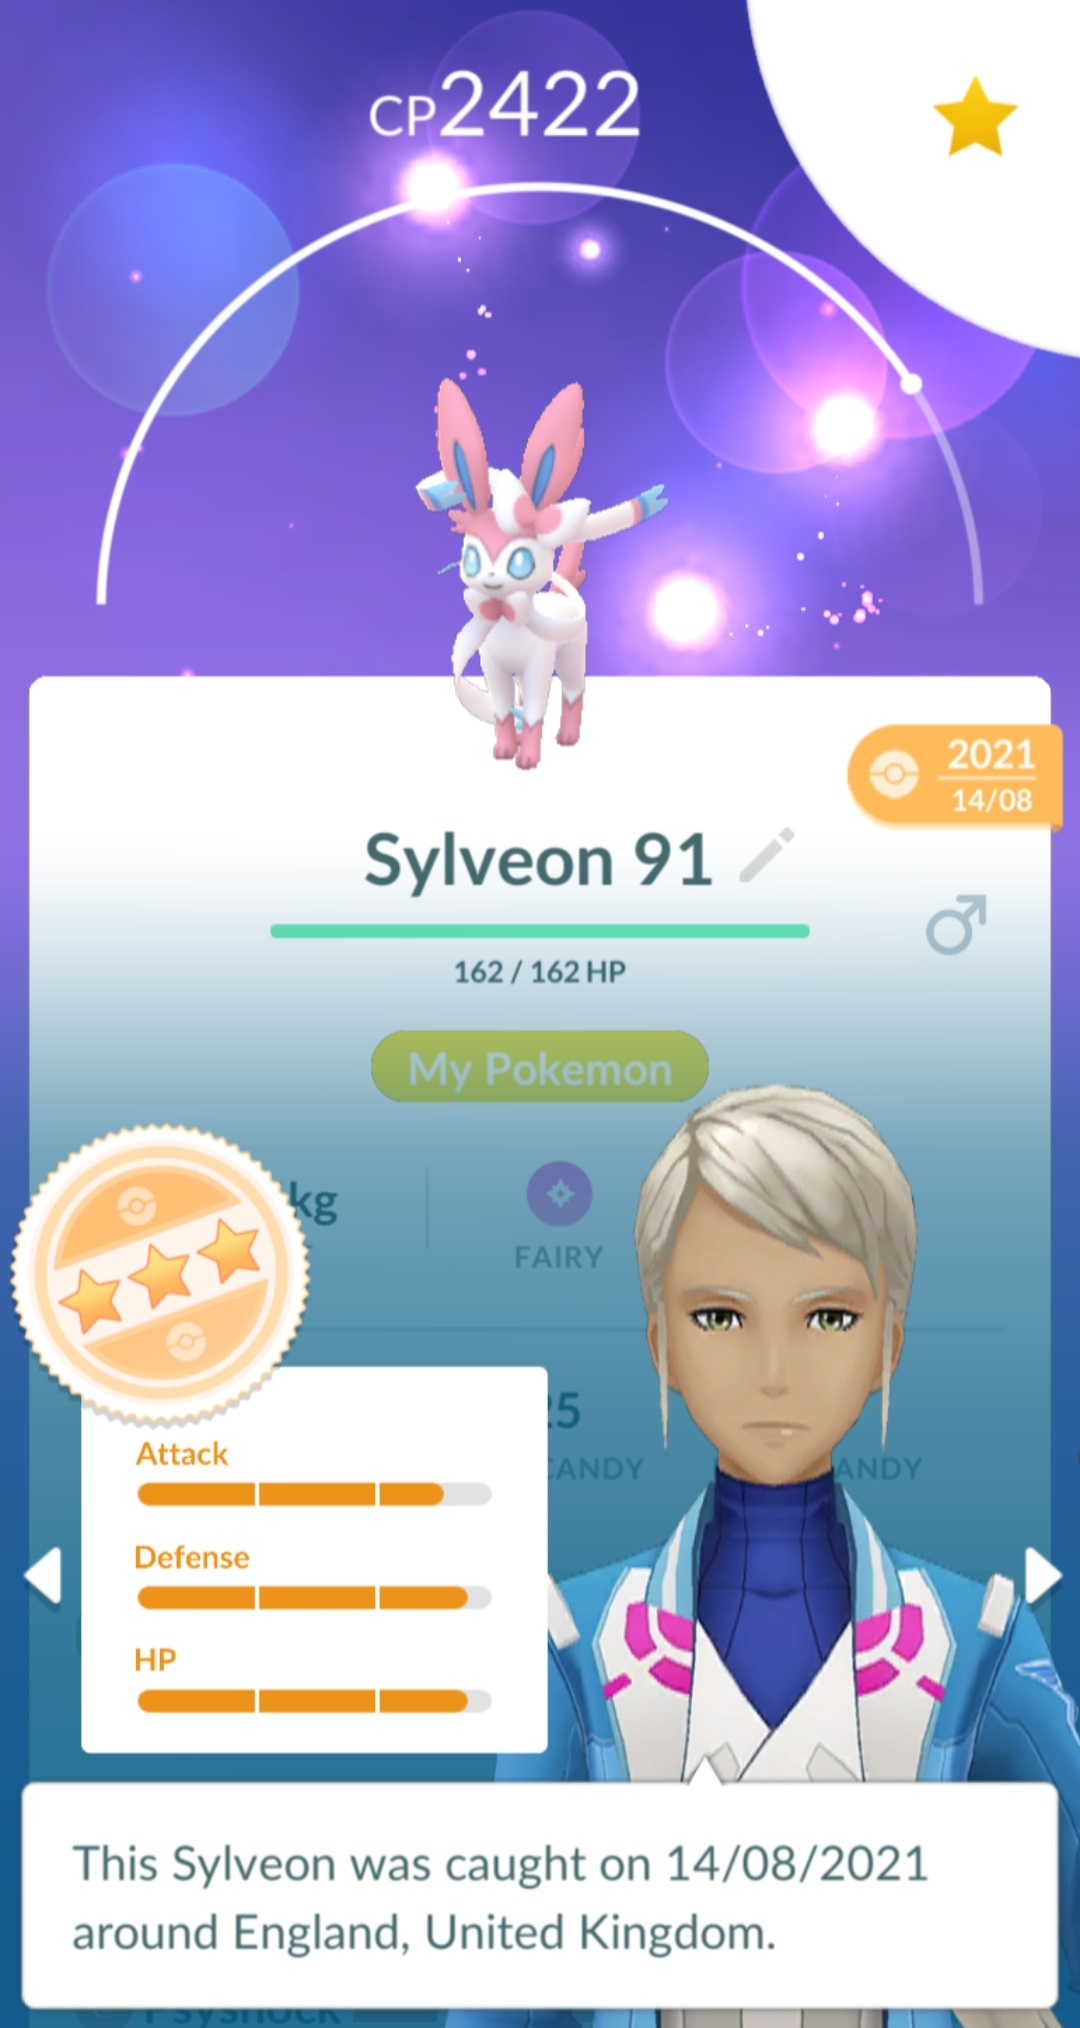 CP2422
2021
14/08
Sylveon 91
162 / 162 HP
My Pokemon
kg
FAIRY
Attack
CANDY
ANDY
Defense
HP
This Sylveon was caught on 14/08/2021
around England, United Kingdom.
Psyshock